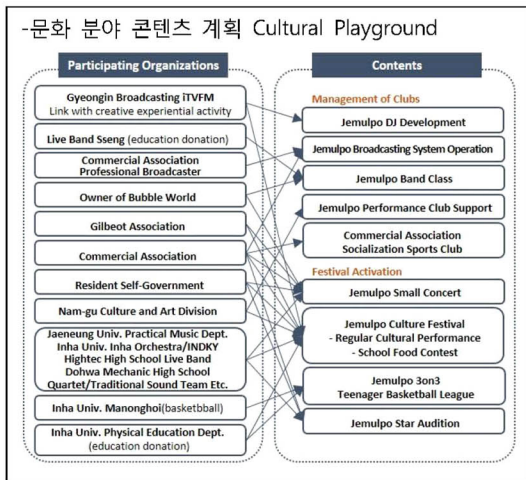 -문화 분야 콘텐츠 계획 Cultural Playground
Participating Organizations
Gyeongin Broadcasting iTVFM
Link with creative experiential activity
Live Band Sseng (education donation)
Commercial Association
Professional Broadcaster
Owner of Bubble World
Gilbeot Association
Commercial Association
Resident Self-Government
Nam-gu Culture and Art Division
Jaeneung Univ. Practical Music Dept.
Inha Univ. Inha Orchestra/INDKY
Hightec High School Live Band
Dohwa Mechanic High School
Quartet/Traditional Sound Team Etc.
Inha Univ. Manonghoi(basketbball)
Inha Univ. Physical Education Dept.
(education donation)
Contents
Management of Clubs
Jemulpo DJ Development
Jemulpo Broadcasting System Operation
Jemulpo Band Class
Jemulpo Performance Club Support
Commercial Association
Socialization Sports Club
Festival Activation
Jemulpo Small Concert
Jemulpo Culture Festival
- Regular Cultural Performance
- School Food Contest
Jemulpo 3on3
Teenager Basketball League
Jemulpo Star Audition